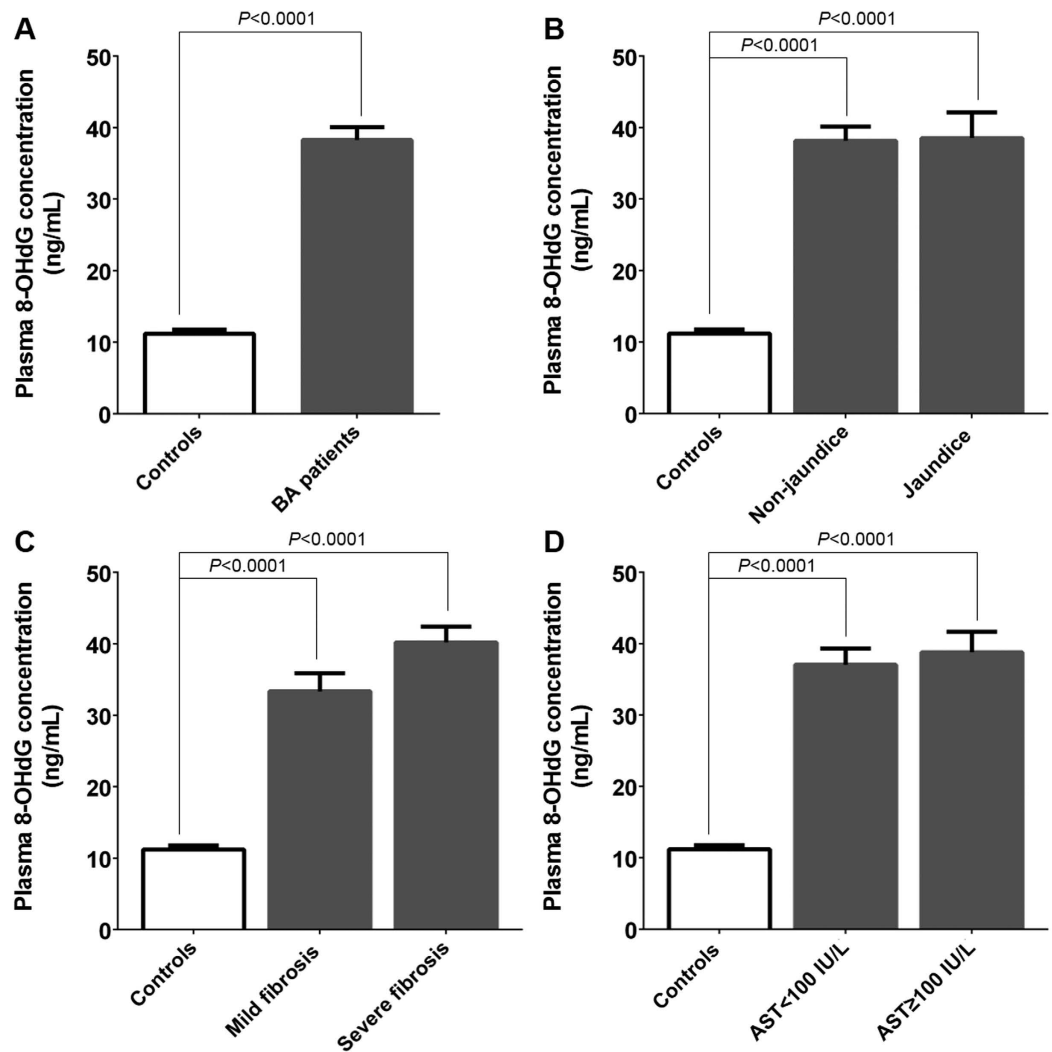 A
P<0.0001
Plasma 8-OHdG concentration
(ng/mL)
50
40
30
20
10
0
Controls
BA patients
B
P<0.0001
P<0.0001
Plasma 8-OHdG concentration
(ng/mL)
50
40
30
20
10
0
Controls
Non-jaundice
Jaundice
C
P<0.0001
P<0.0001
Plasma 8-OHdG concentration
(ng/mL)
50
40
30
20
10
0
Controls
Mild fibrosis
Severe fibrosis
D
P<0.0001
P<0.0001
Plasma 8-OHdG concentration
(ng/mL)
50
40
30
20
10
0
Controls
AST<100 IU/L
AST≥100 IU/L